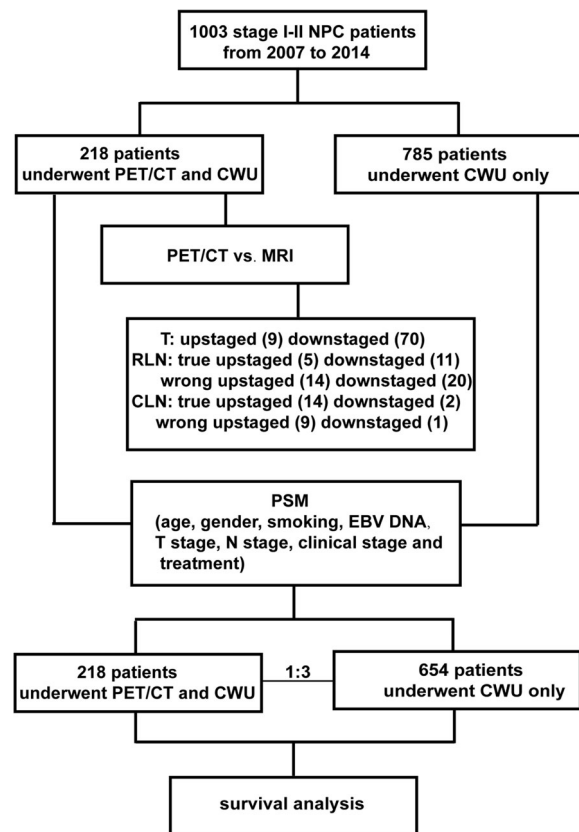 1003 stage I-II NPC patients
from 2007 to 2014
218 patients
underwent PET/CT and CWU
785 patients
underwent CWU only
PET/CT vs. MRI
T: upstaged (9) downstaged (70)
RLN: true upstaged (5) downstaged (11)
wrong upstaged (14) downstaged (20)
CLN: true upstaged (14) downstaged (2)
wrong upstaged (9) downstaged (1)
PSM
(age, gender, smoking, EBV DNA,
T stage, N stage, clinical stage and
treatment)
218 patients
underwent PET/CT and CWU
1:3
654 patients
underwent CWU only
survival analysis